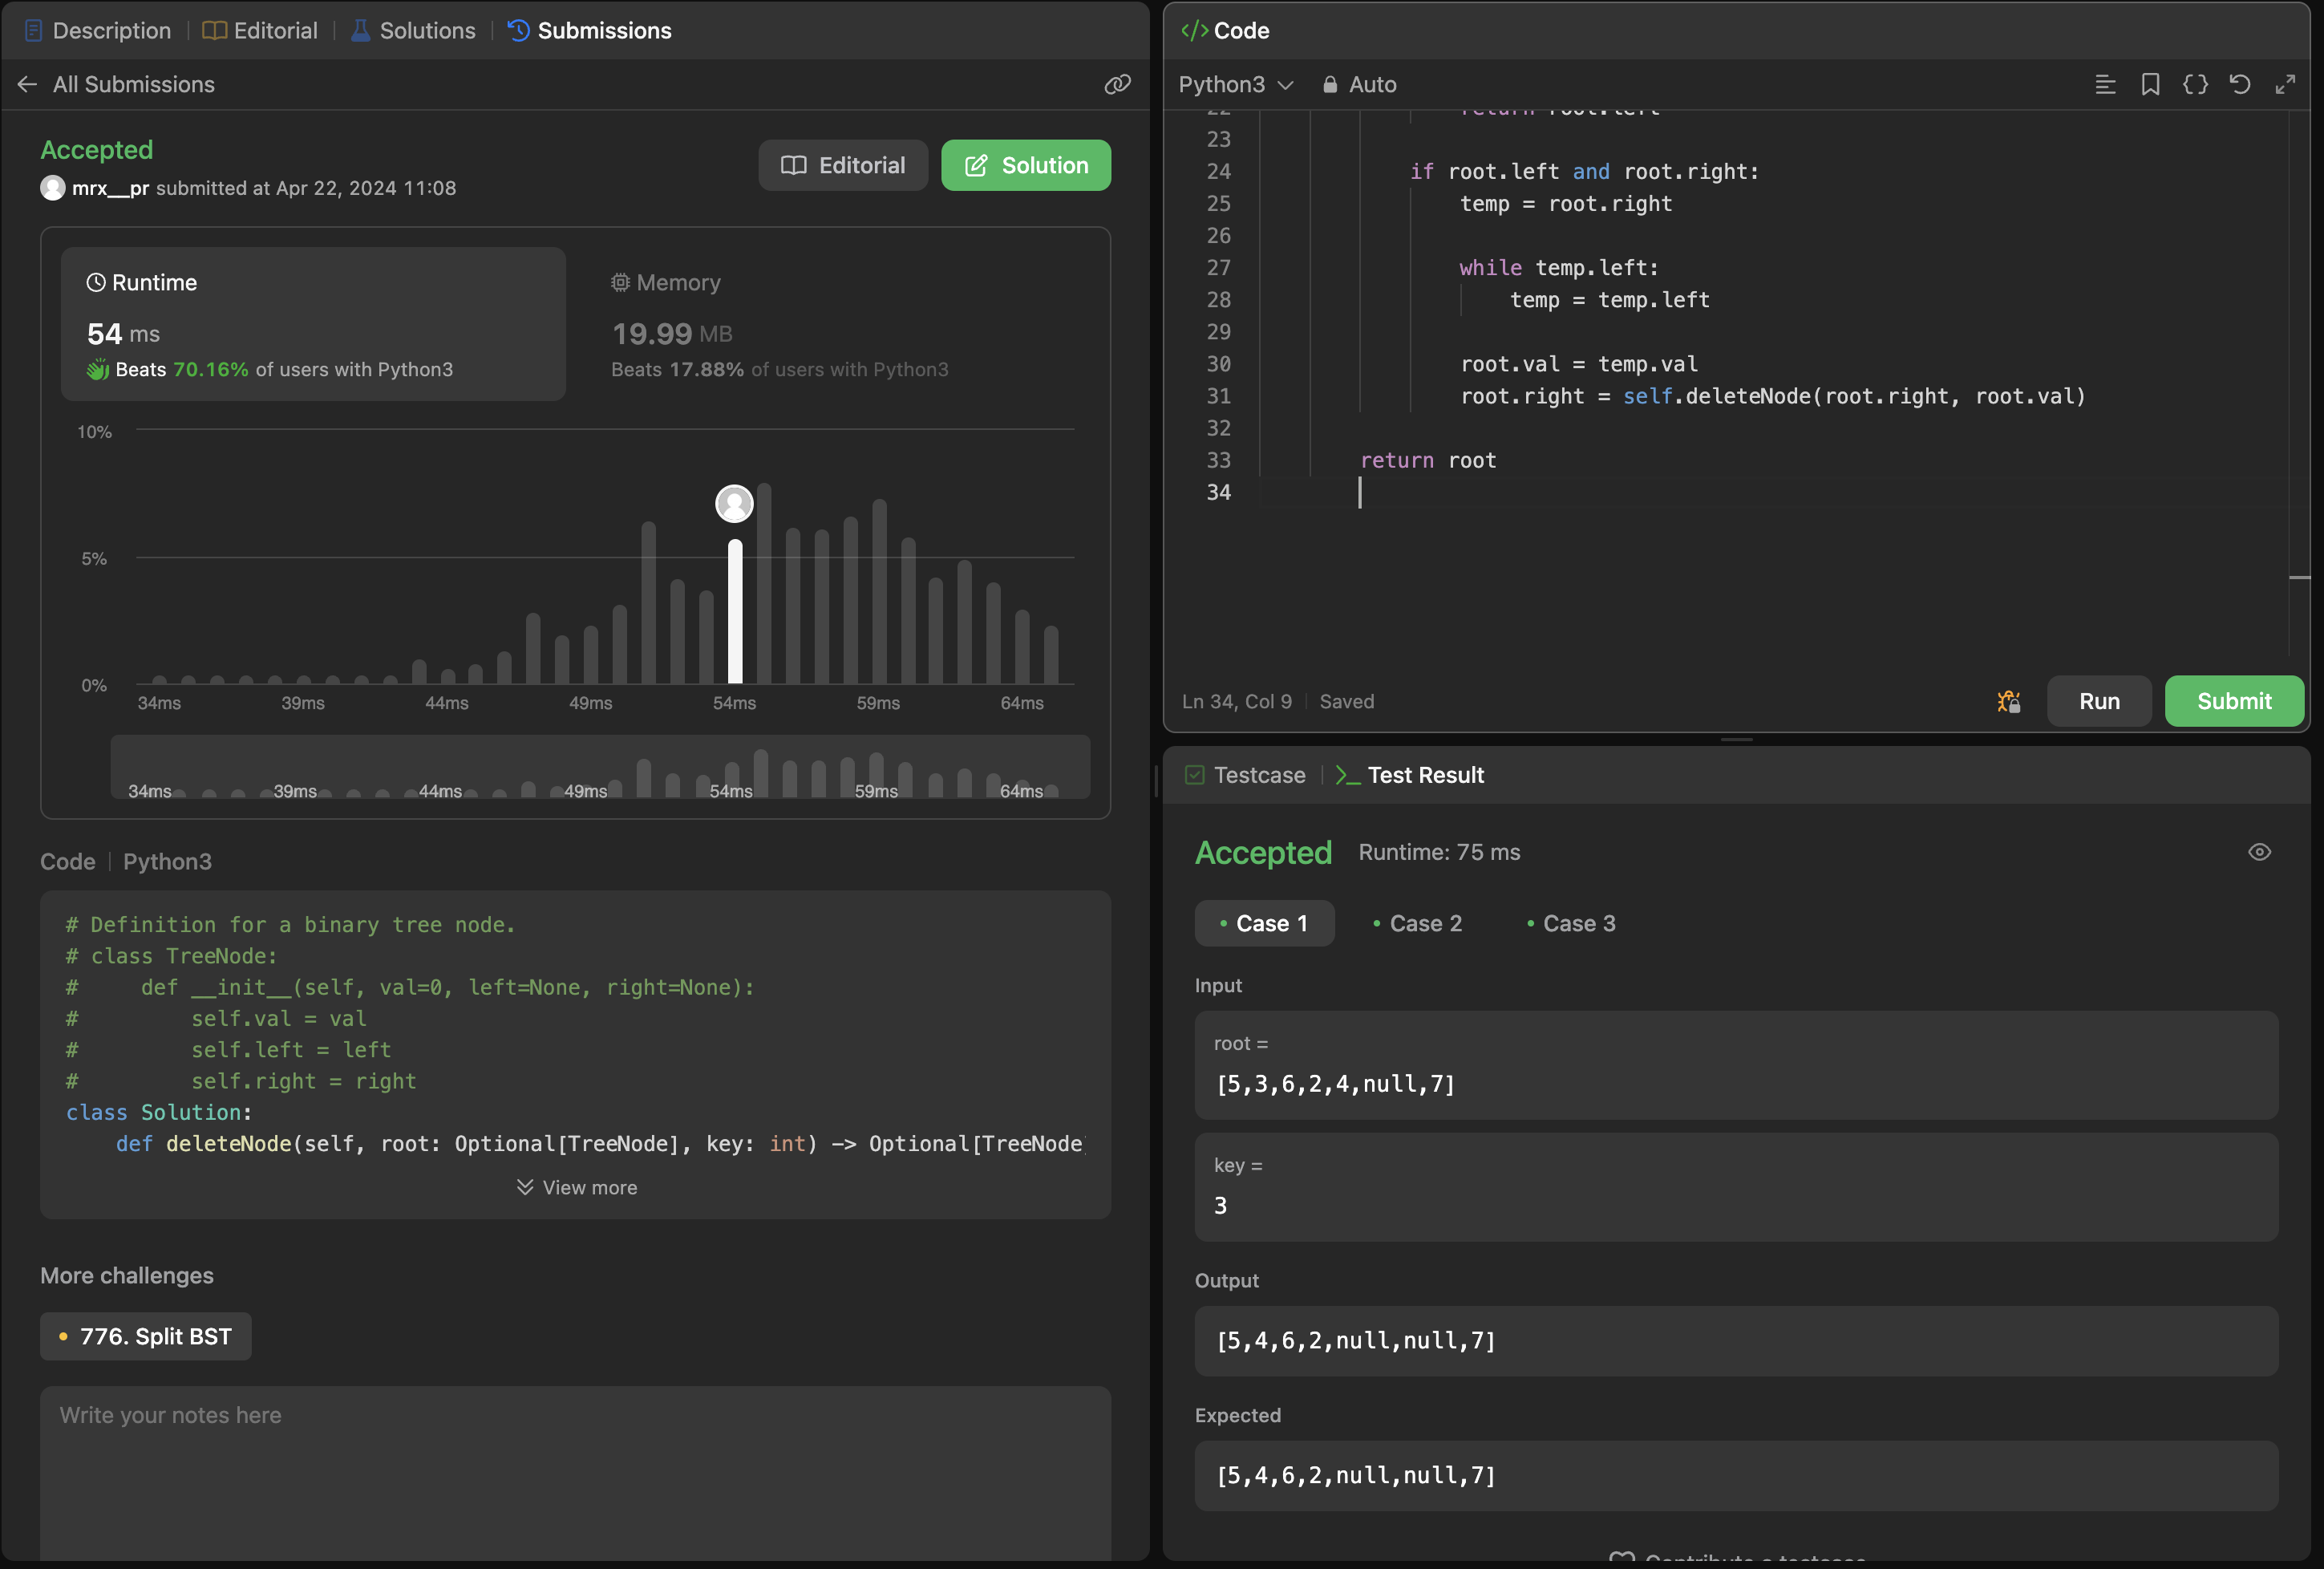 Description
Editorial
Solutions
Submissions
All Submissions
Accepted
mrx__pr submitted at Apr 22, 2024 11:08
Editorial
Solution
Runtime
54 ms
Beats 70.16% of users with Python3
Memory
19.99 MB
Beats 17.88% of users with Python3
10%
5%
0%
34ms 39ms 44ms 49ms 54ms 59ms 64ms
34ms 39ms 44ms 49ms 54ms 59ms 64ms
Code Python3
# Definition for a binary tree node.
# class TreeNode:
#     def __init__(self, val=0, left=None, right=None):
#         self.val = val
#         self.left = left
#         self.right = right
class Solution:
    def deleteNode(self, root: Optional[TreeNode], key: int) -> Optional[TreeNode]
View more
More challenges
776. Split BST
Write your notes here
</> Code
Python3 Auto
22 return root.left
23
24 if root.left and root.right:
25 temp = root.right
26
27 while temp.left:
28 temp = temp.left
29
30 root.val = temp.val
31 root.right = self.deleteNode(root.right, root.val)
32
33 return root
34
Ln 34, Col 9 Saved
Run
Submit
Testcase
Test Result
Accepted Runtime: 75 ms
Case 1
Case 2
Case 3
Input
root =
[5,3,6,2,4,null,7]
key =
3
Output
[5,4,6,2,null,null,7]
Expected
[5,4,6,2,null,null,7]
Contribute a testcase